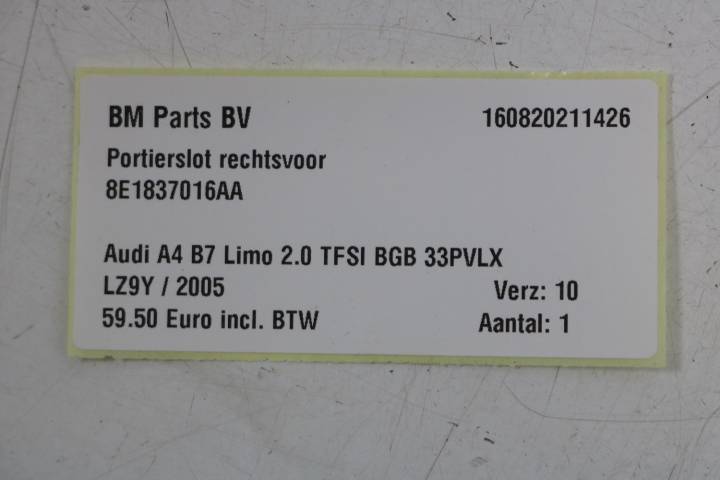 BM Parts BV 160820211426
Portierslot rechtsvoor
8E1837016AA
Audi A4 B7 Limo 2.0 TFSI BGB 33PVLX
LZ9Y / 2005 Verz: 10
59.50 Euro incl. BTW Aantal: 1